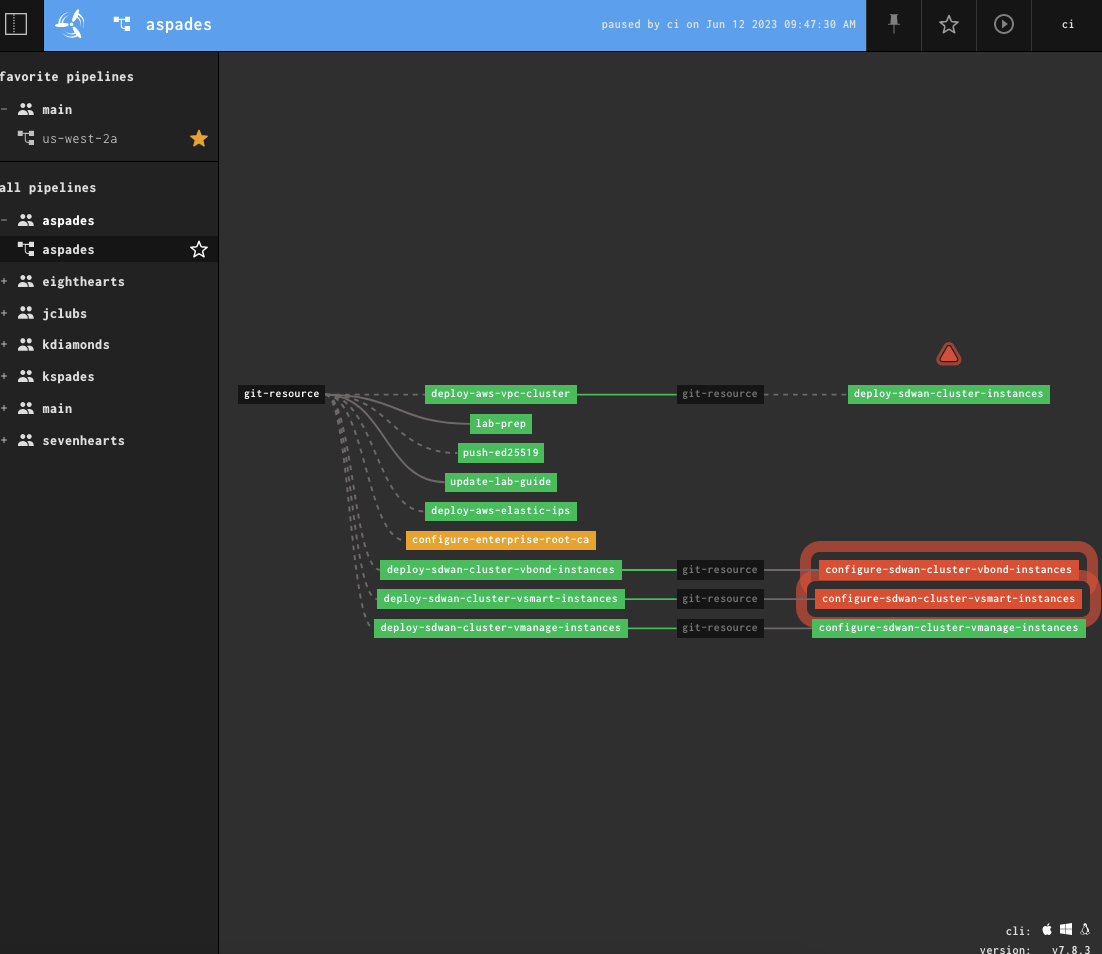 aspades
paused by ci on Jun 12 2023 09:47:30 AM
ci
favorite pipelines
main
us-west-2a
all pipelines
aspades
aspades
eighthearts
jclubs
kdiamonds
kspades
main
sevenhearts
git-resource deploy-aws-vpc-cluster git-resource deploy-sdwan-cluster-instances
lab-prep
push-ed25519
update-lab-guide
deploy-aws-elastic-ips
configure-enterprise-root-ca
deploy-sdwan-cluster-vbond-instances git-resource configure-sdwan-cluster-vbond-instances
deploy-sdwan-cluster-vsmart-instances git-resource configure-sdwan-cluster-vsmart-instances
deploy-sdwan-cluster-vmanage-instances git-resource configure-sdwan-cluster-vmanage-instances
cli:
version: v7.8.3